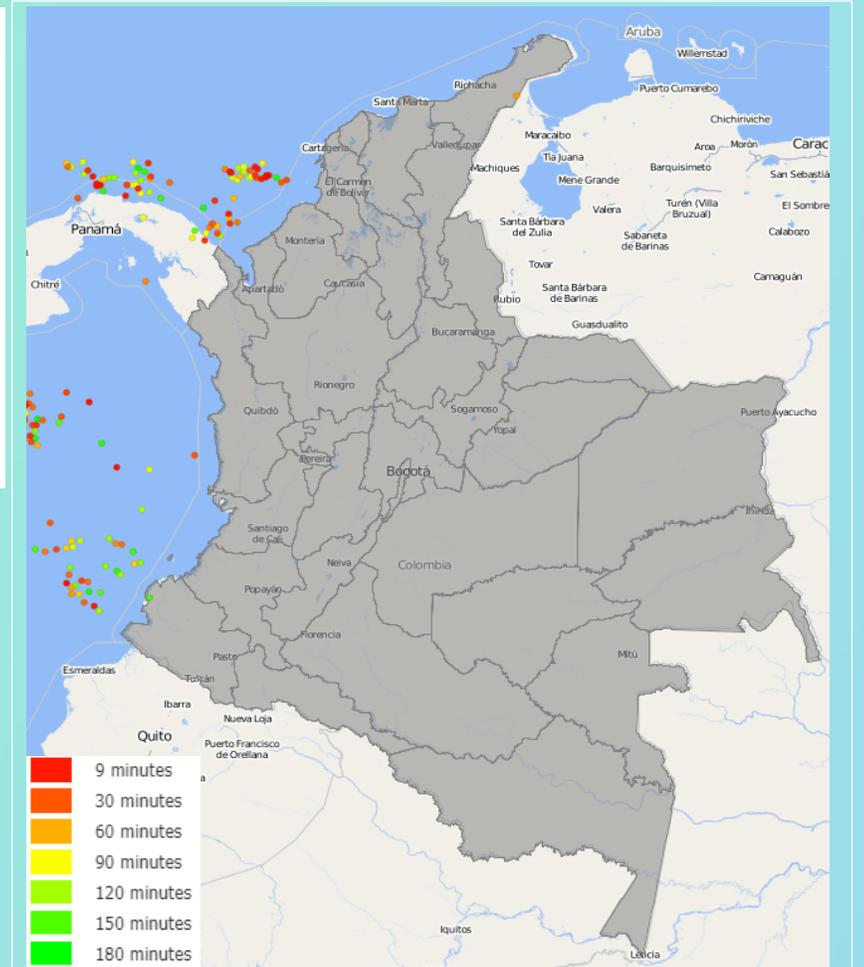 Aruba
Willemstad
Richacha
Puerto Cumarebo
Santa Marta
Chichiriviche
Maracaibo
Cartagena
Valledupar
Tía Juana
Aroa
Morón
Carac
Machiques
Barquisimeto
Mene Grande
San Sebastiá
El Carmen
de Bolívar
Valera
Turén (Villa
Bruzual)
El Sombre
Panamá
Santa Bárbara
del Zulia
Sabaneta
de Barinas
Calabozo
Montería
Tovar
Camaguán
Chitré
Apartadó
Caucasia
Santa Bárbara
de Barinas
Rubio
Guasdualito
Bucaramanga
Rionegro
Quibdó
Sogamoso
Puerto Ayacucho
Yopal
Pereira
Bogotá
Inírida
Santiago
de Cali
Neiva
Colombia
Popayán
Florencia
Mitú
Pasto
Esmeraldas
Tulcán
Ibarra
Nueva Loja
Quito
Puerto Francisco
de Orellana
a
9 minutes
30 minutes
60 minutes
90 minutes
120 minutes
150 minutes
180 minutes
Iquitos
Leticia